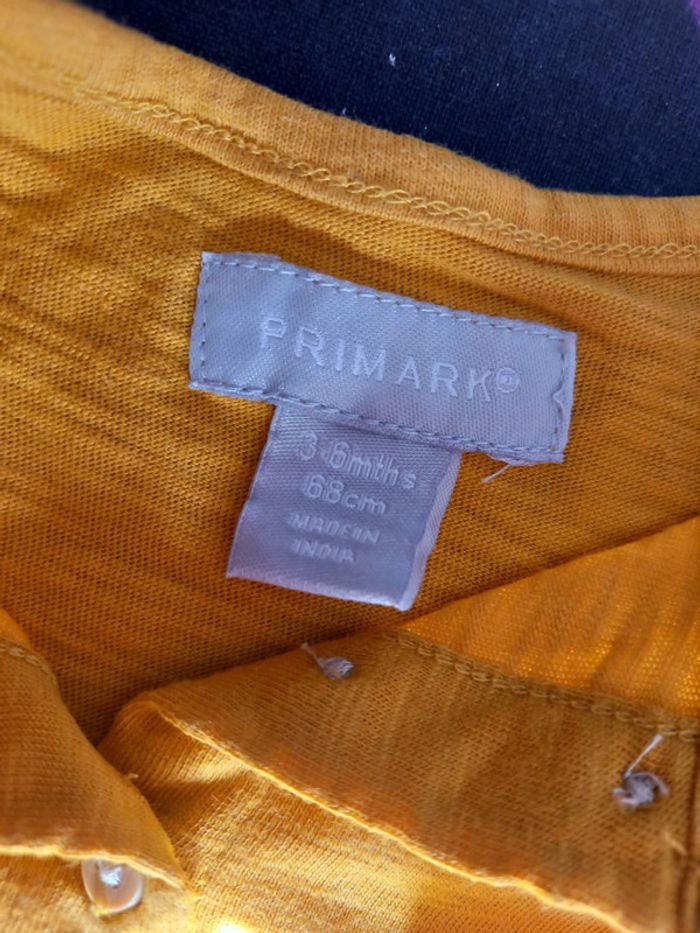 PRIMARK®
3-6mths
68cm
MADE IN
INDIA